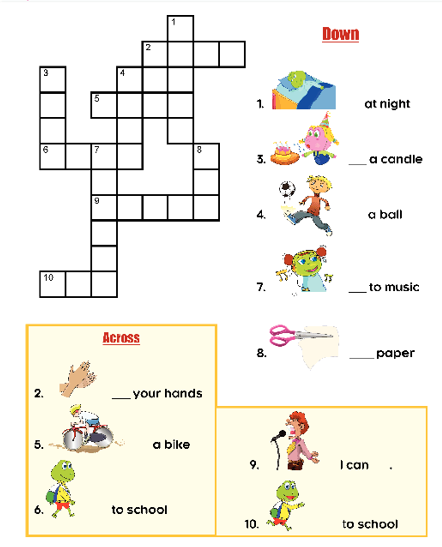 1
2
3
4
5
6
7
8
9
10
Down
1. at night
3. ___ a candle
4. a ball
7. ___ to music
8. ___ paper
Across
2. ___ your hands
5. a bike
6. to school
9. I can .
10. to school